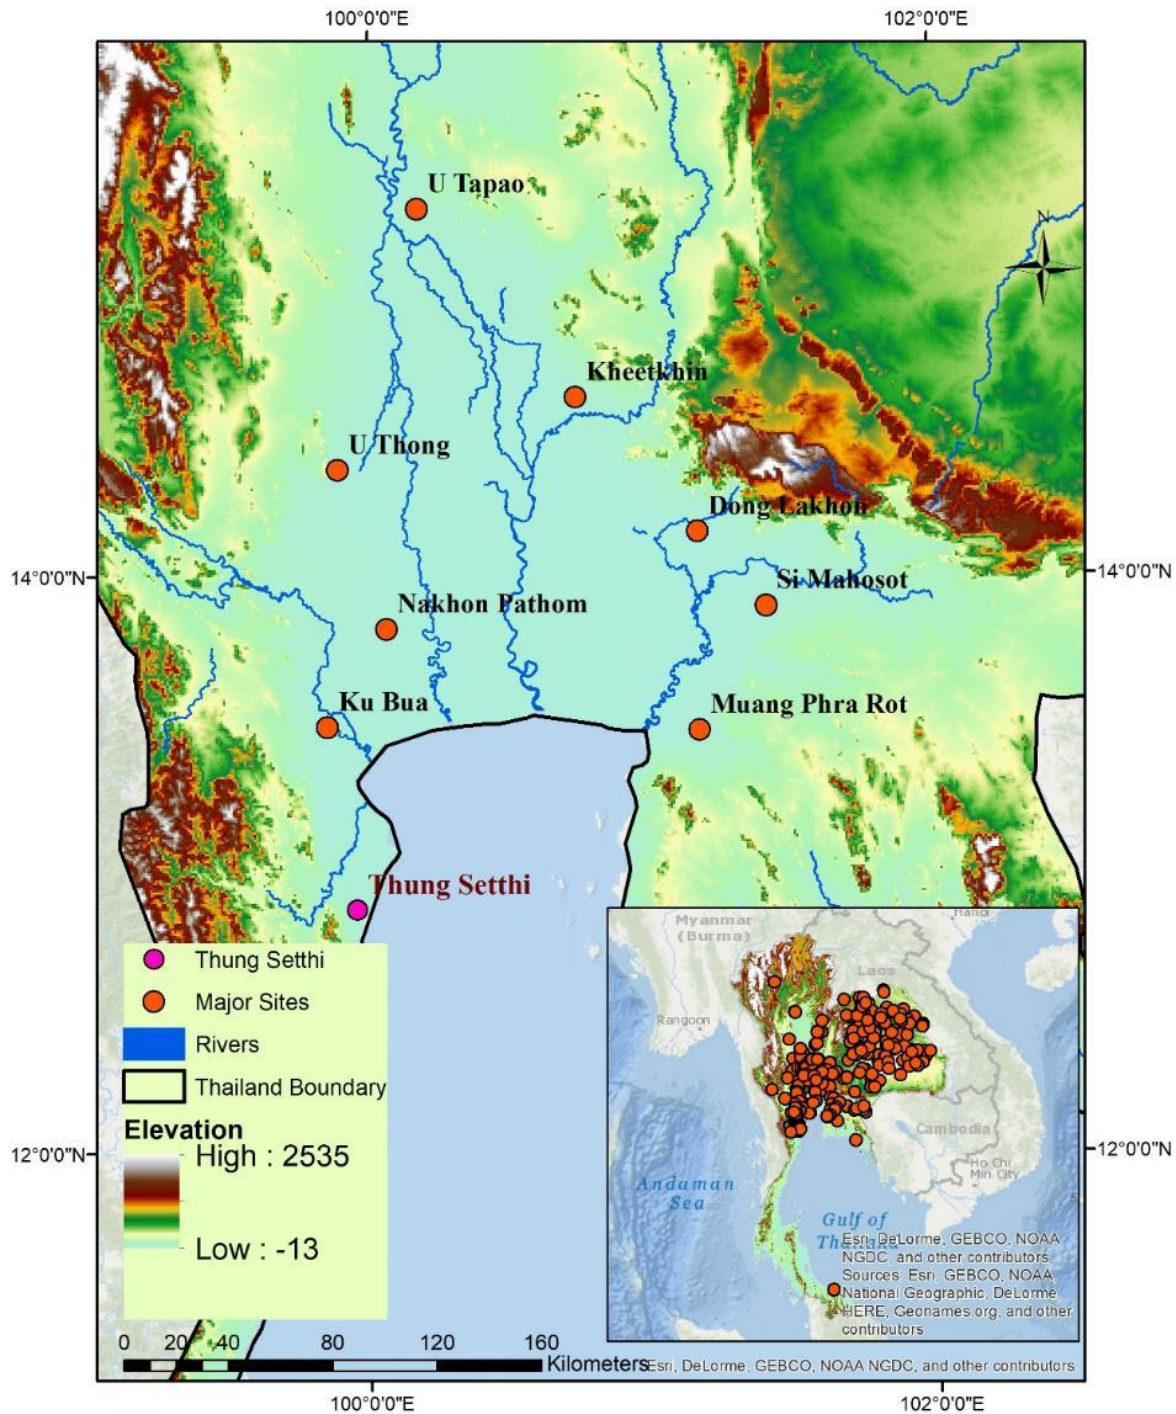 100°0'0"E
102°0'0"E
U Tapao
N
Kheetkhin
U Thong
Dong Lakhon
14°0'0"N
14°0'0"N
Si Mahosot
Nakhon Pathom
Ku Bua
Muang Phra Rot
Thung Setthi
Thung Setthi
Major Sites
Rivers
Thailand Boundary
Elevation
High : 2535
Low : -13
12°0'0"N
12°0'0"N
Myanmar
(Burma)
Hanoi
Laos
Rangoon
Cambodia
Ho Chi
Min City
Andaman
Sea
Gulf of
Thailand
Esri, DeLorme, GEBCO, NOAA
NGDC, and other contributors,
Sources: Esri, GEBCO, NOAA,
National Geographic, DeLorme,
HERE, Geonames.org, and other
contributors
0 20 40 80 120 160
Kilometers
Esri, DeLorme, GEBCO, NOAA NGDC, and other contributors
100°0'0"E
102°0'0"E